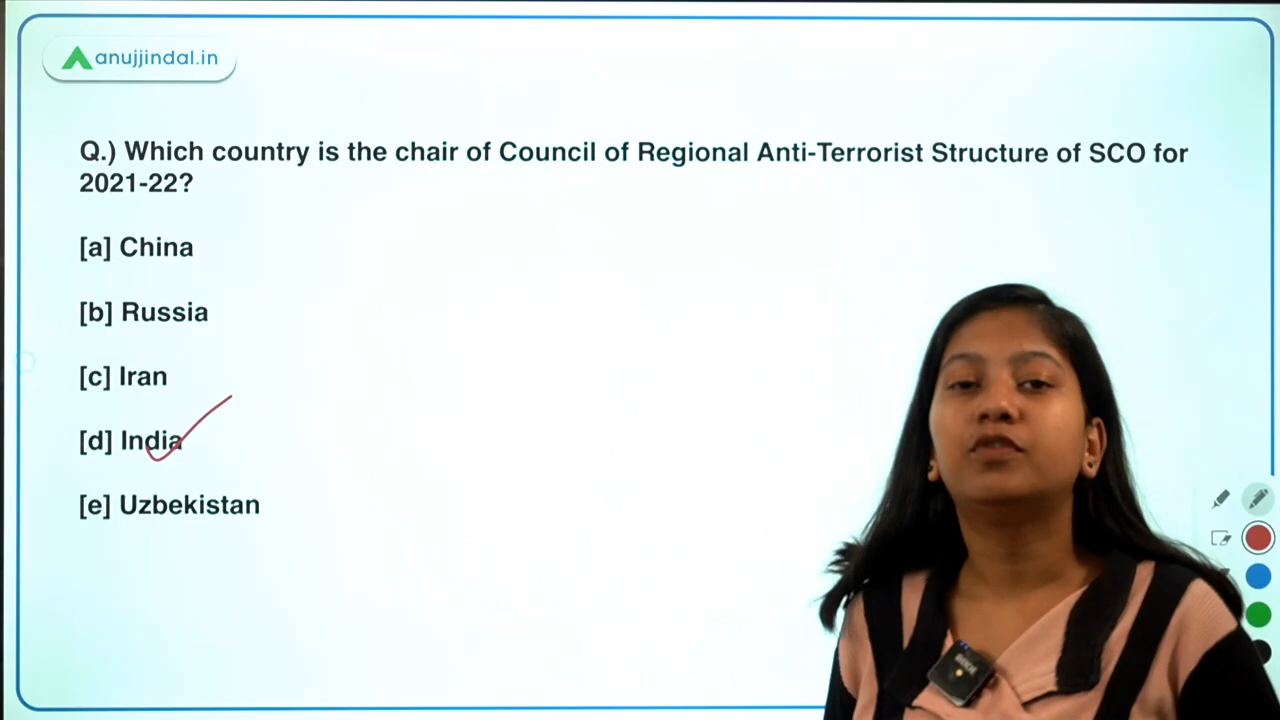 anujjindal.in
Q.) Which country is the chair of Council of Regional Anti-Terrorist Structure of SCO for
2021-22?
[a] China
[b] Russia
[c] Iran
[d] India
[e] Uzbekistan